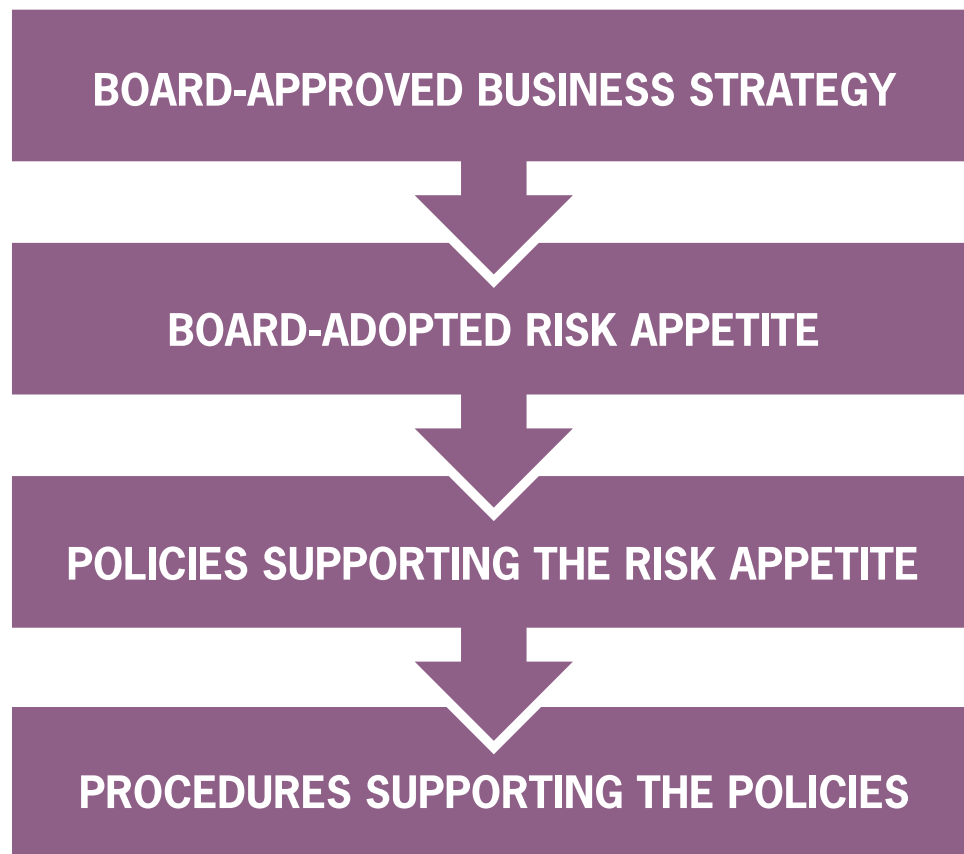 BOARD-APPROVED BUSINESS STRATEGY
BOARD-ADOPTED RISK APPETITE
POLICIES SUPPORTING THE RISK APPETITE
PROCEDURES SUPPORTING THE POLICIES